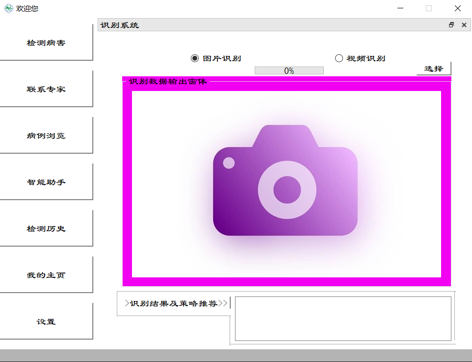 欢迎您
识别系统
检测病害
联系专家
病例浏览
智能助手
检测历史
我的主页
设置
图片识别
视频识别
0%
选择
识别数据输出窗体
>识别结果及策略推荐>>